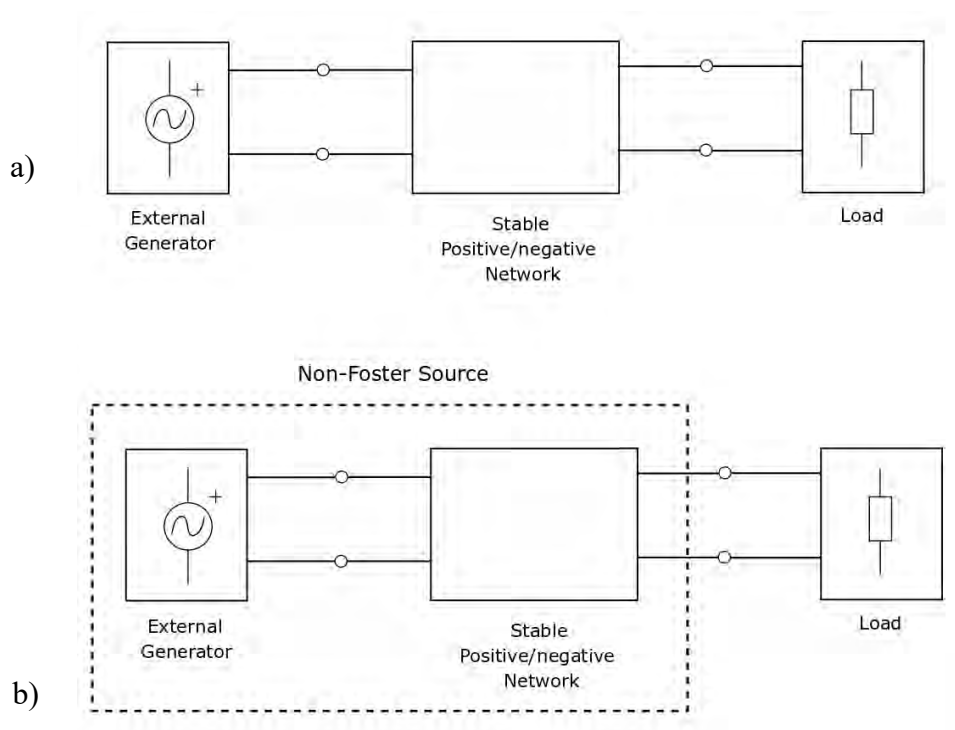 a)
+
External
Generator
Stable
Positive/negative
Network
Load
Non-Foster Source
+
External
Generator
Stable
Positive/negative
Network
Load
b)